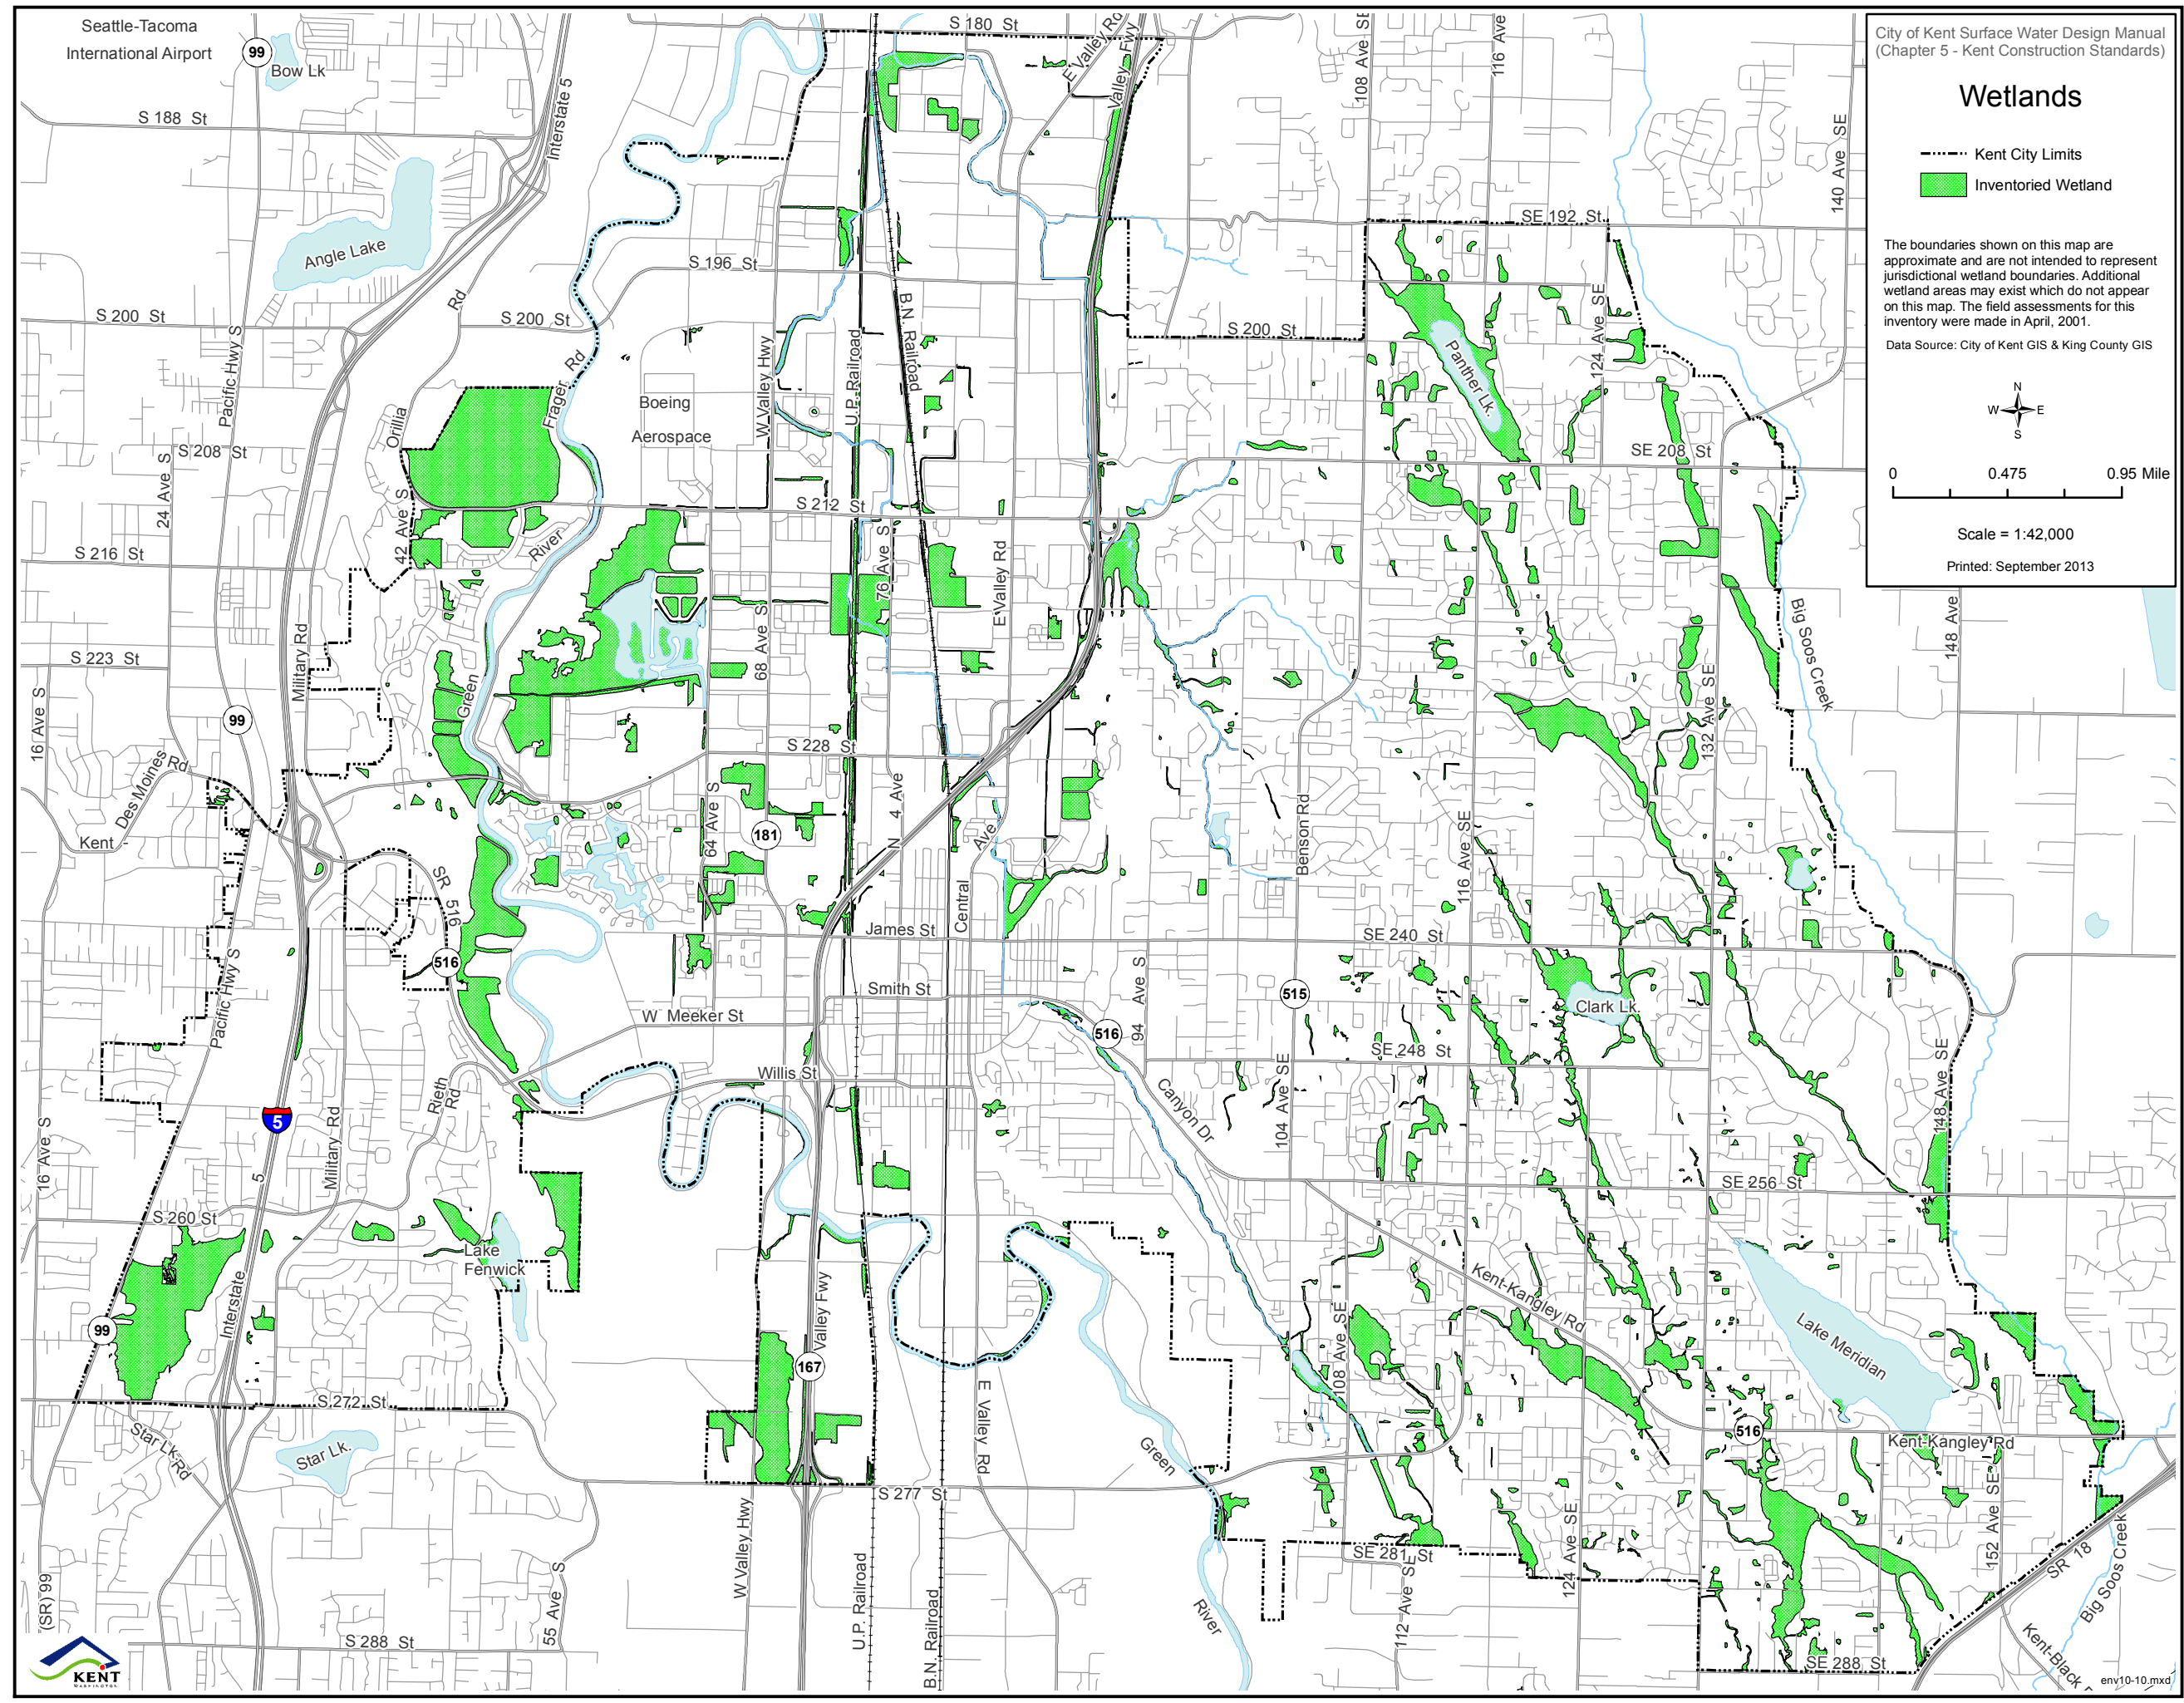 Seattle-Tacoma
International Airport
99
Bow Lk
S 188 St
Interstate 5
Angle Lake
S 180 St
E Valley Rd
Valley Fwy
108 Ave SE
116 Ave
140 Ave SE
City of Kent Surface Water Design Manual
(Chapter 5 - Kent Construction Standards)
Wetlands
Kent City Limits
Inventoried Wetland
The boundaries shown on this map are
approximate and are not intended to represent
jurisdictional wetland boundaries. Additional
wetland areas may exist which do not appear
on this map. The field assessments for this
inventory were made in April, 2001.
Data Source: City of Kent GIS & King County GIS
N
W E
S
0 0.475 0.95 Mile
Scale = 1:42,000
Printed: September 2013
SE 192 St
S 196 St
S 200 St
S 200 St
S 200 St
Rd
Orillia
Pacific Hwy S
Frager Rd
Boeing
Aerospace
W Valley Hwy
U.P. Railroad
B.N. Railroad
Panther Lk.
124 Ave SE
S 208 St
SE 208 St
24 Ave S
42 Ave S
S 212 St
S 216 St
River
76 Ave S
E Valley Rd
68 Ave S
Big Soos Creek
148 Ave
S 223 St
16 Ave S
Military Rd
Green
99
132 Ave SE
S 228 St
Kent - Des Moines Rd
64 Ave S
181
N 4 Ave
Central Ave
Benson Rd
116 Ave SE
SR 516
516
James St
SE 240 St
Pacific Hwy S
Smith St
94 Ave S
515
Clark Lk.
W Meeker St
516
SE 248 St
Willis St
Rieth Rd
Canyon Dr
104 Ave SE
148 Ave SE
5
16 Ave S
Military Rd
SE 256 St
S 260 St
Interstate 5
Lake
Fenwick
Kent-Kangley Rd
108 Ave SE
Lake Meridian
99
Valley Fwy
167
S 272 St
Star Lk Rd
Star Lk.
E Valley Rd
Green
516
Kent-Kangley Rd
S 277 St
W Valley Hwy
SE 281 St
124 Ave SE
152 Ave SE
SR 18
Big Soos Creek
(SR) 99
55 Ave S
U.P. Railroad
B.N. Railroad
River
112 Ave SE
S 288 St
SE 288 St
Kent-Black
KENT
WASHINGTON
env10-10.mxd